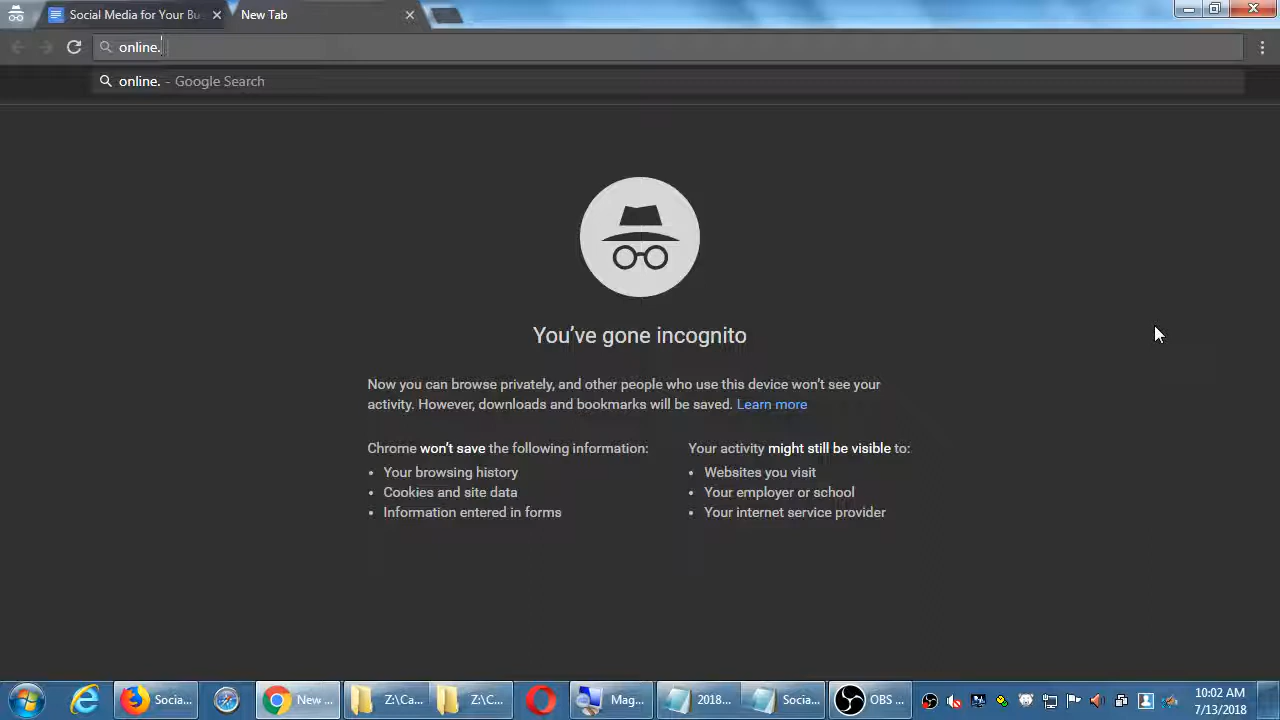 Social Media for Your Bu
New Tab
online.
online. - Google Search
You've gone incognito
Now you can browse privately, and other people who use this device won't see your
activity. However, downloads and bookmarks will be saved. Learn more
Chrome won't save the following information:
• Your browsing history
• Cookies and site data
• Information entered in forms
Your activity might still be visible to:
• Websites you visit
• Your employer or school
• Your internet service provider
Socia...
New ...
Z:\Ca...
Z:\C...
Mag...
2018...
Socia...
OBS ...
10:02 AM
7/13/2018